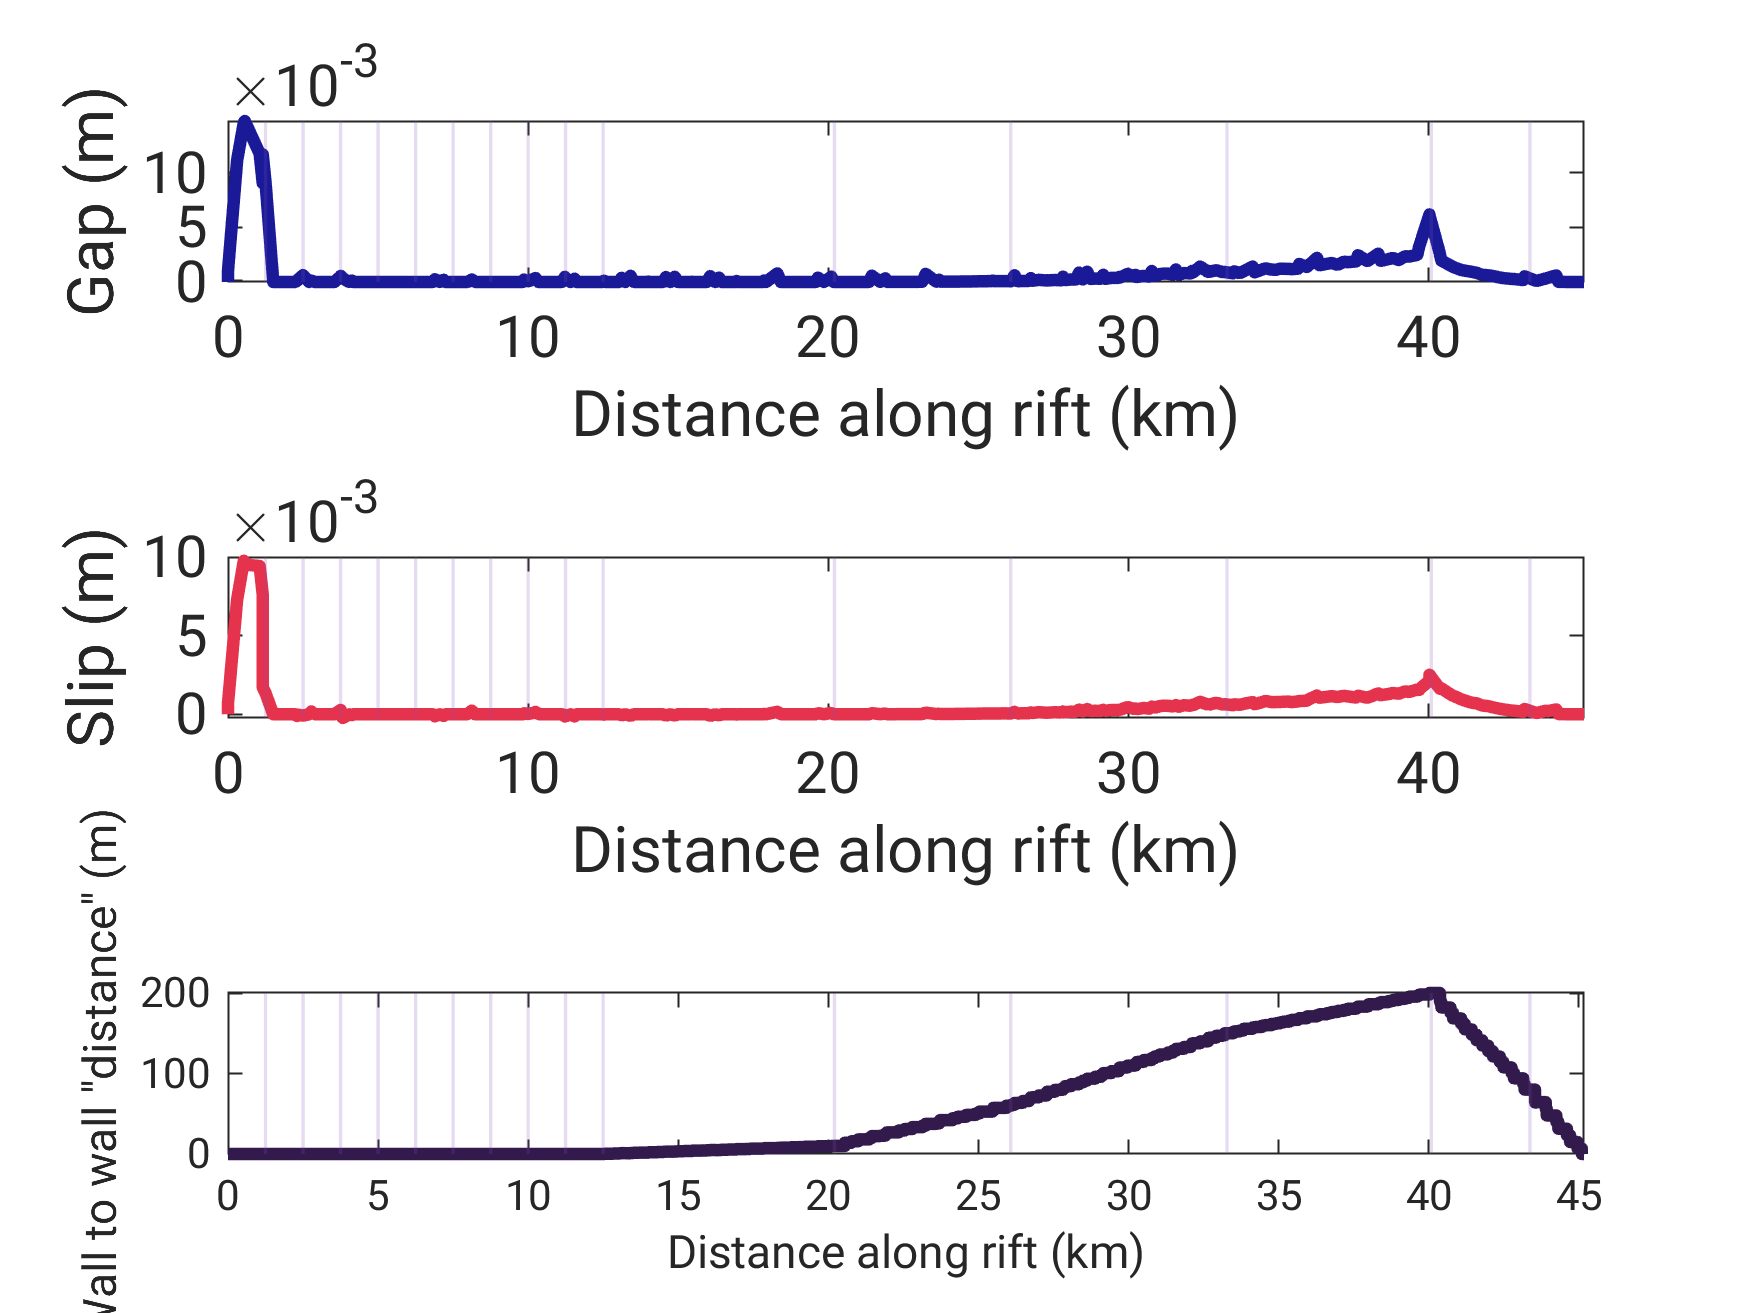 ×10-3
Gap (m)
10
5
0
0 10 20 30 40
Distance along rift (km)
×10-3
Slip (m)
10
5
0
0 10 20 30 40
Distance along rift (km)
Wall to wall "distance" (m)
200
100
0
0 5 10 15 20 25 30 35 40 45
Distance along rift (km)